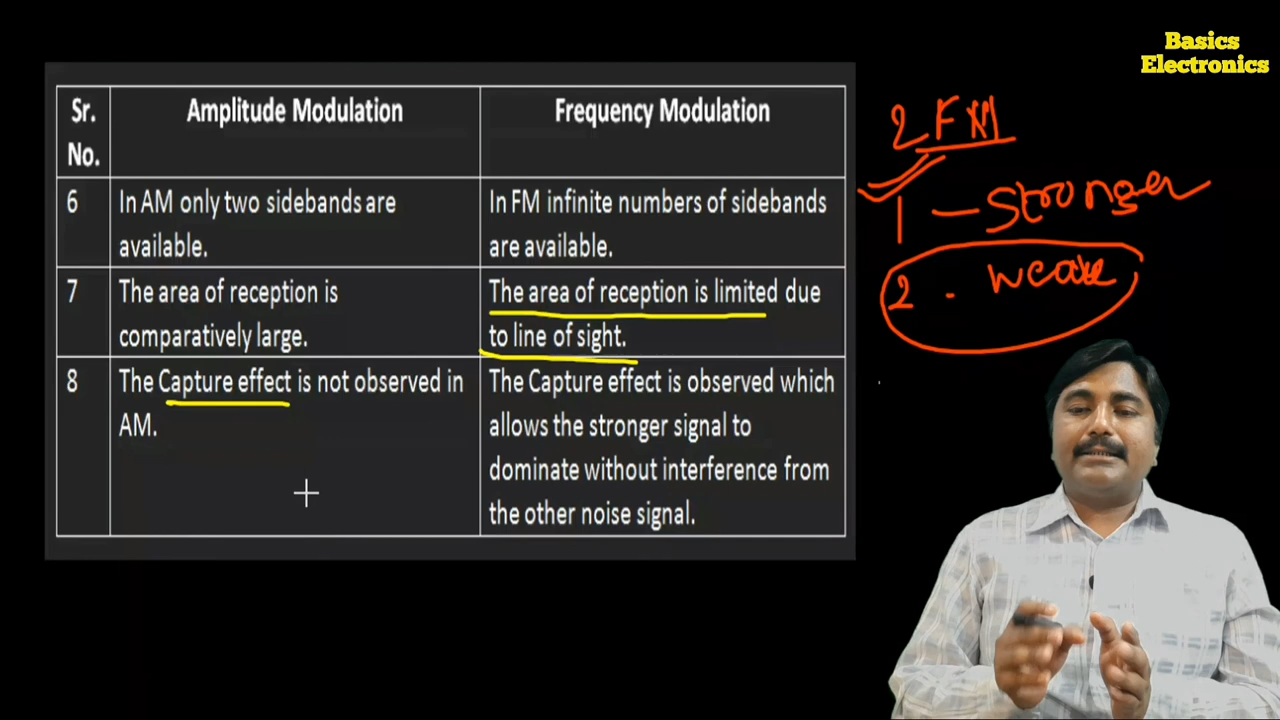 Basics
Electronics
Sr.
No.
Amplitude Modulation
Frequency Modulation
6
In AM only two sidebands are
available.
In FM infinite numbers of sidebands
are available.
7
The area of reception is
comparatively large.
The area of reception is limited due
to line of sight.
8
The Capture effect is not observed in
AM.
The Capture effect is observed which
allows the stronger signal to
dominate without interference from
the other noise signal.
2 FM
1 — Stronger
2. weak